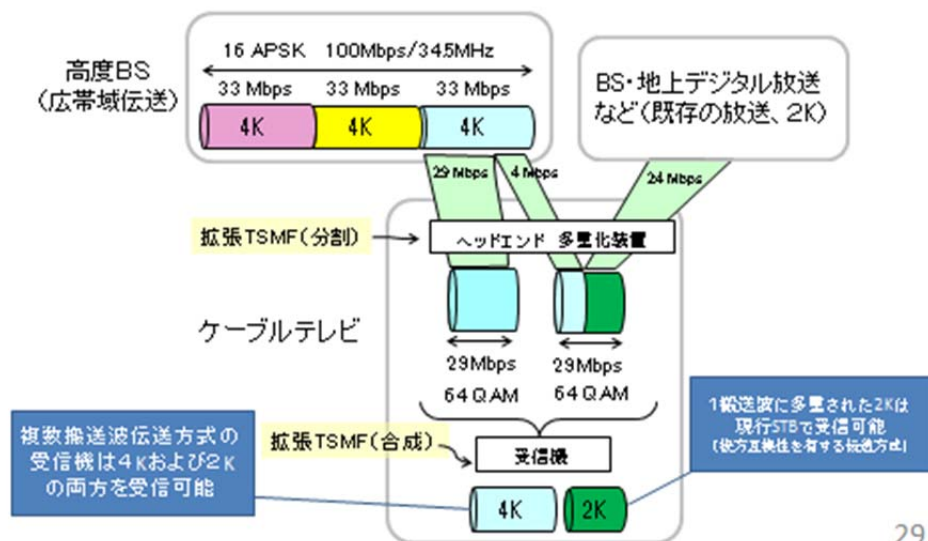 16 APSK 100Mbps/34.5MHz
高度BS
(広帯域伝送)
33 Mbps 33 Mbps 33 Mbps
4K 4K 4K
BS・地上デジタル放送
など(既存の放送、2K)
29 Mbps 4 Mbps 24 Mbps
拡張TSMF(分割)
ヘッドエンド 多重化装置
ケーブルテレビ
29Mbps 29Mbps
64 QAM 64 QAM
複数搬送波伝送方式の
受信機は4Kおよび2K
の両方を受信可能
拡張TSMF(合成)
受信機
1搬送波に多重された2Kは
現行STBで受信可能
(後方互換性を有する伝送方式)
4K 2K
29